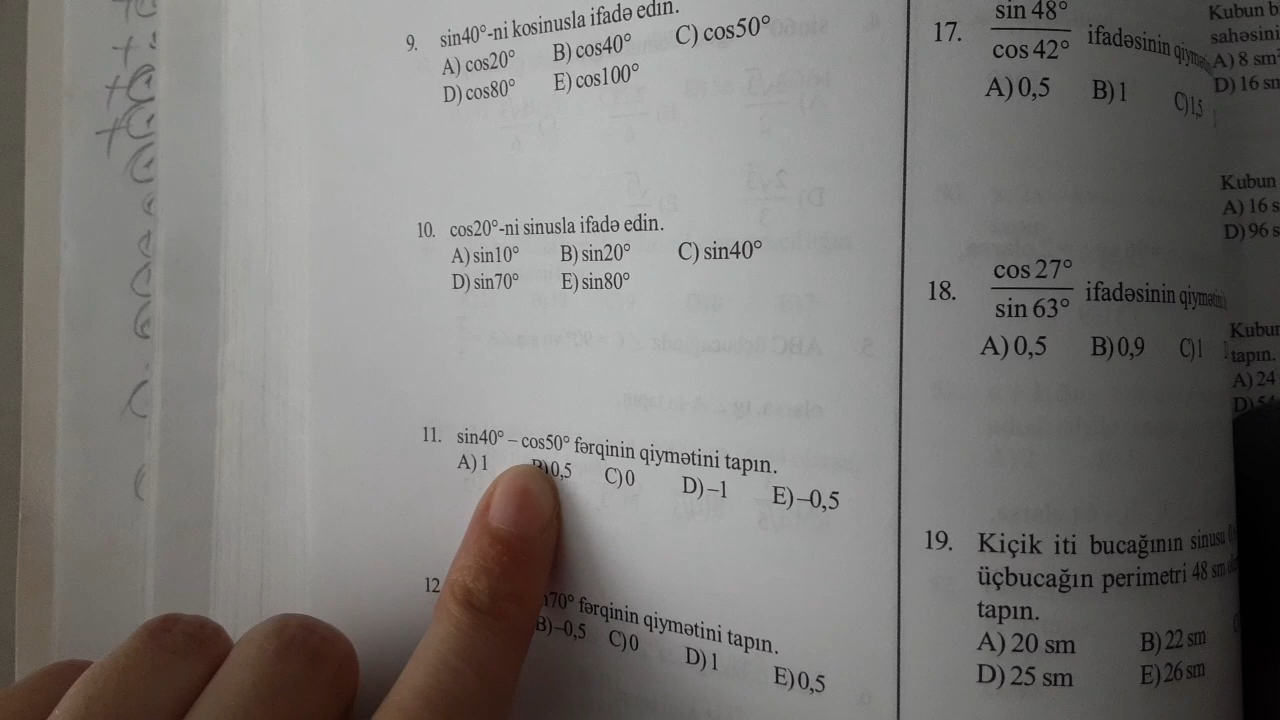 9. sin40°-ni kosinusla ifadə edin.
A) cos20° B) cos40° C) cos50°
D) cos80° E) cos100°
10. cos20°-ni sinusla ifadə edin.
A) sin10° B) sin20° C) sin40°
D) sin70° E) sin80°
11. sin40° – cos50° fərqinin qiymətini tapın.
A) 1 B) 0,5 C) 0 D) –1 E) –0,5
12 70° fərqinin qiymətini tapın.
B) –0,5 C) 0 D) 1 E) 0,5
17. sin 48° / cos 42° ifadəsinin
A) 0,5 B) 1 C) 1,5
18. cos 27° / sin 63° ifadəsinin
A) 0,5 B) 0,9 C) 1
19. Kiçik iti bucağının sinusu
üçbucağın perimetri 48 sm
tapın.
A) 20 sm B) 22 sm
D) 25 sm E) 26 sm
Kubun
A) 8 sm
D) 16
Kubun
A) 16
D) 96
tapın.
A) 24